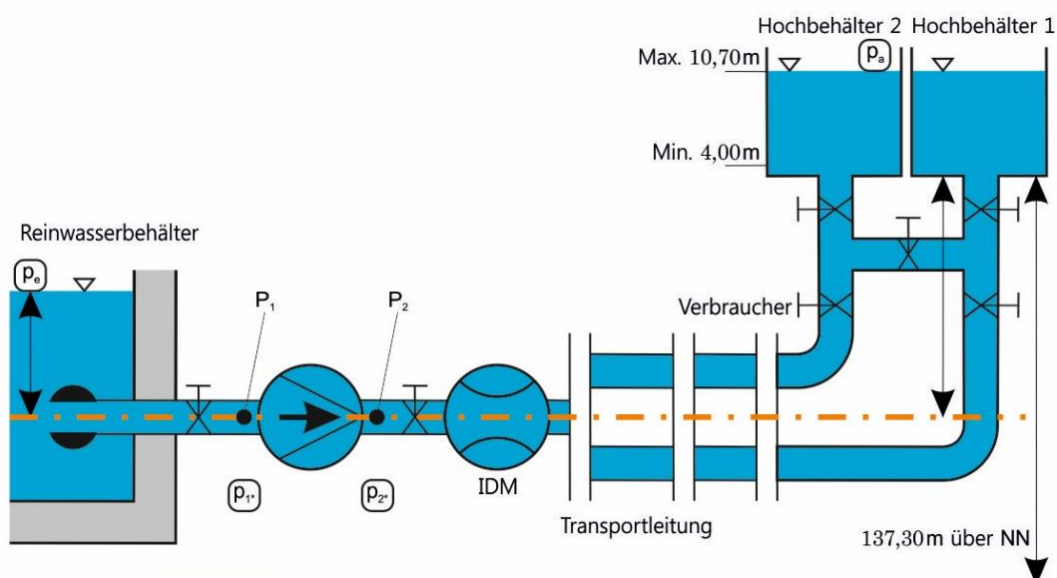 Hochbehälter 2 Hochbehälter 1
Max. 10,70m
pa
Min. 4,00m
Reinwasserbehälter
pe
P1
P2
Verbraucher
IDM
p1*
p2*
Transportleitung
137,30m über NN